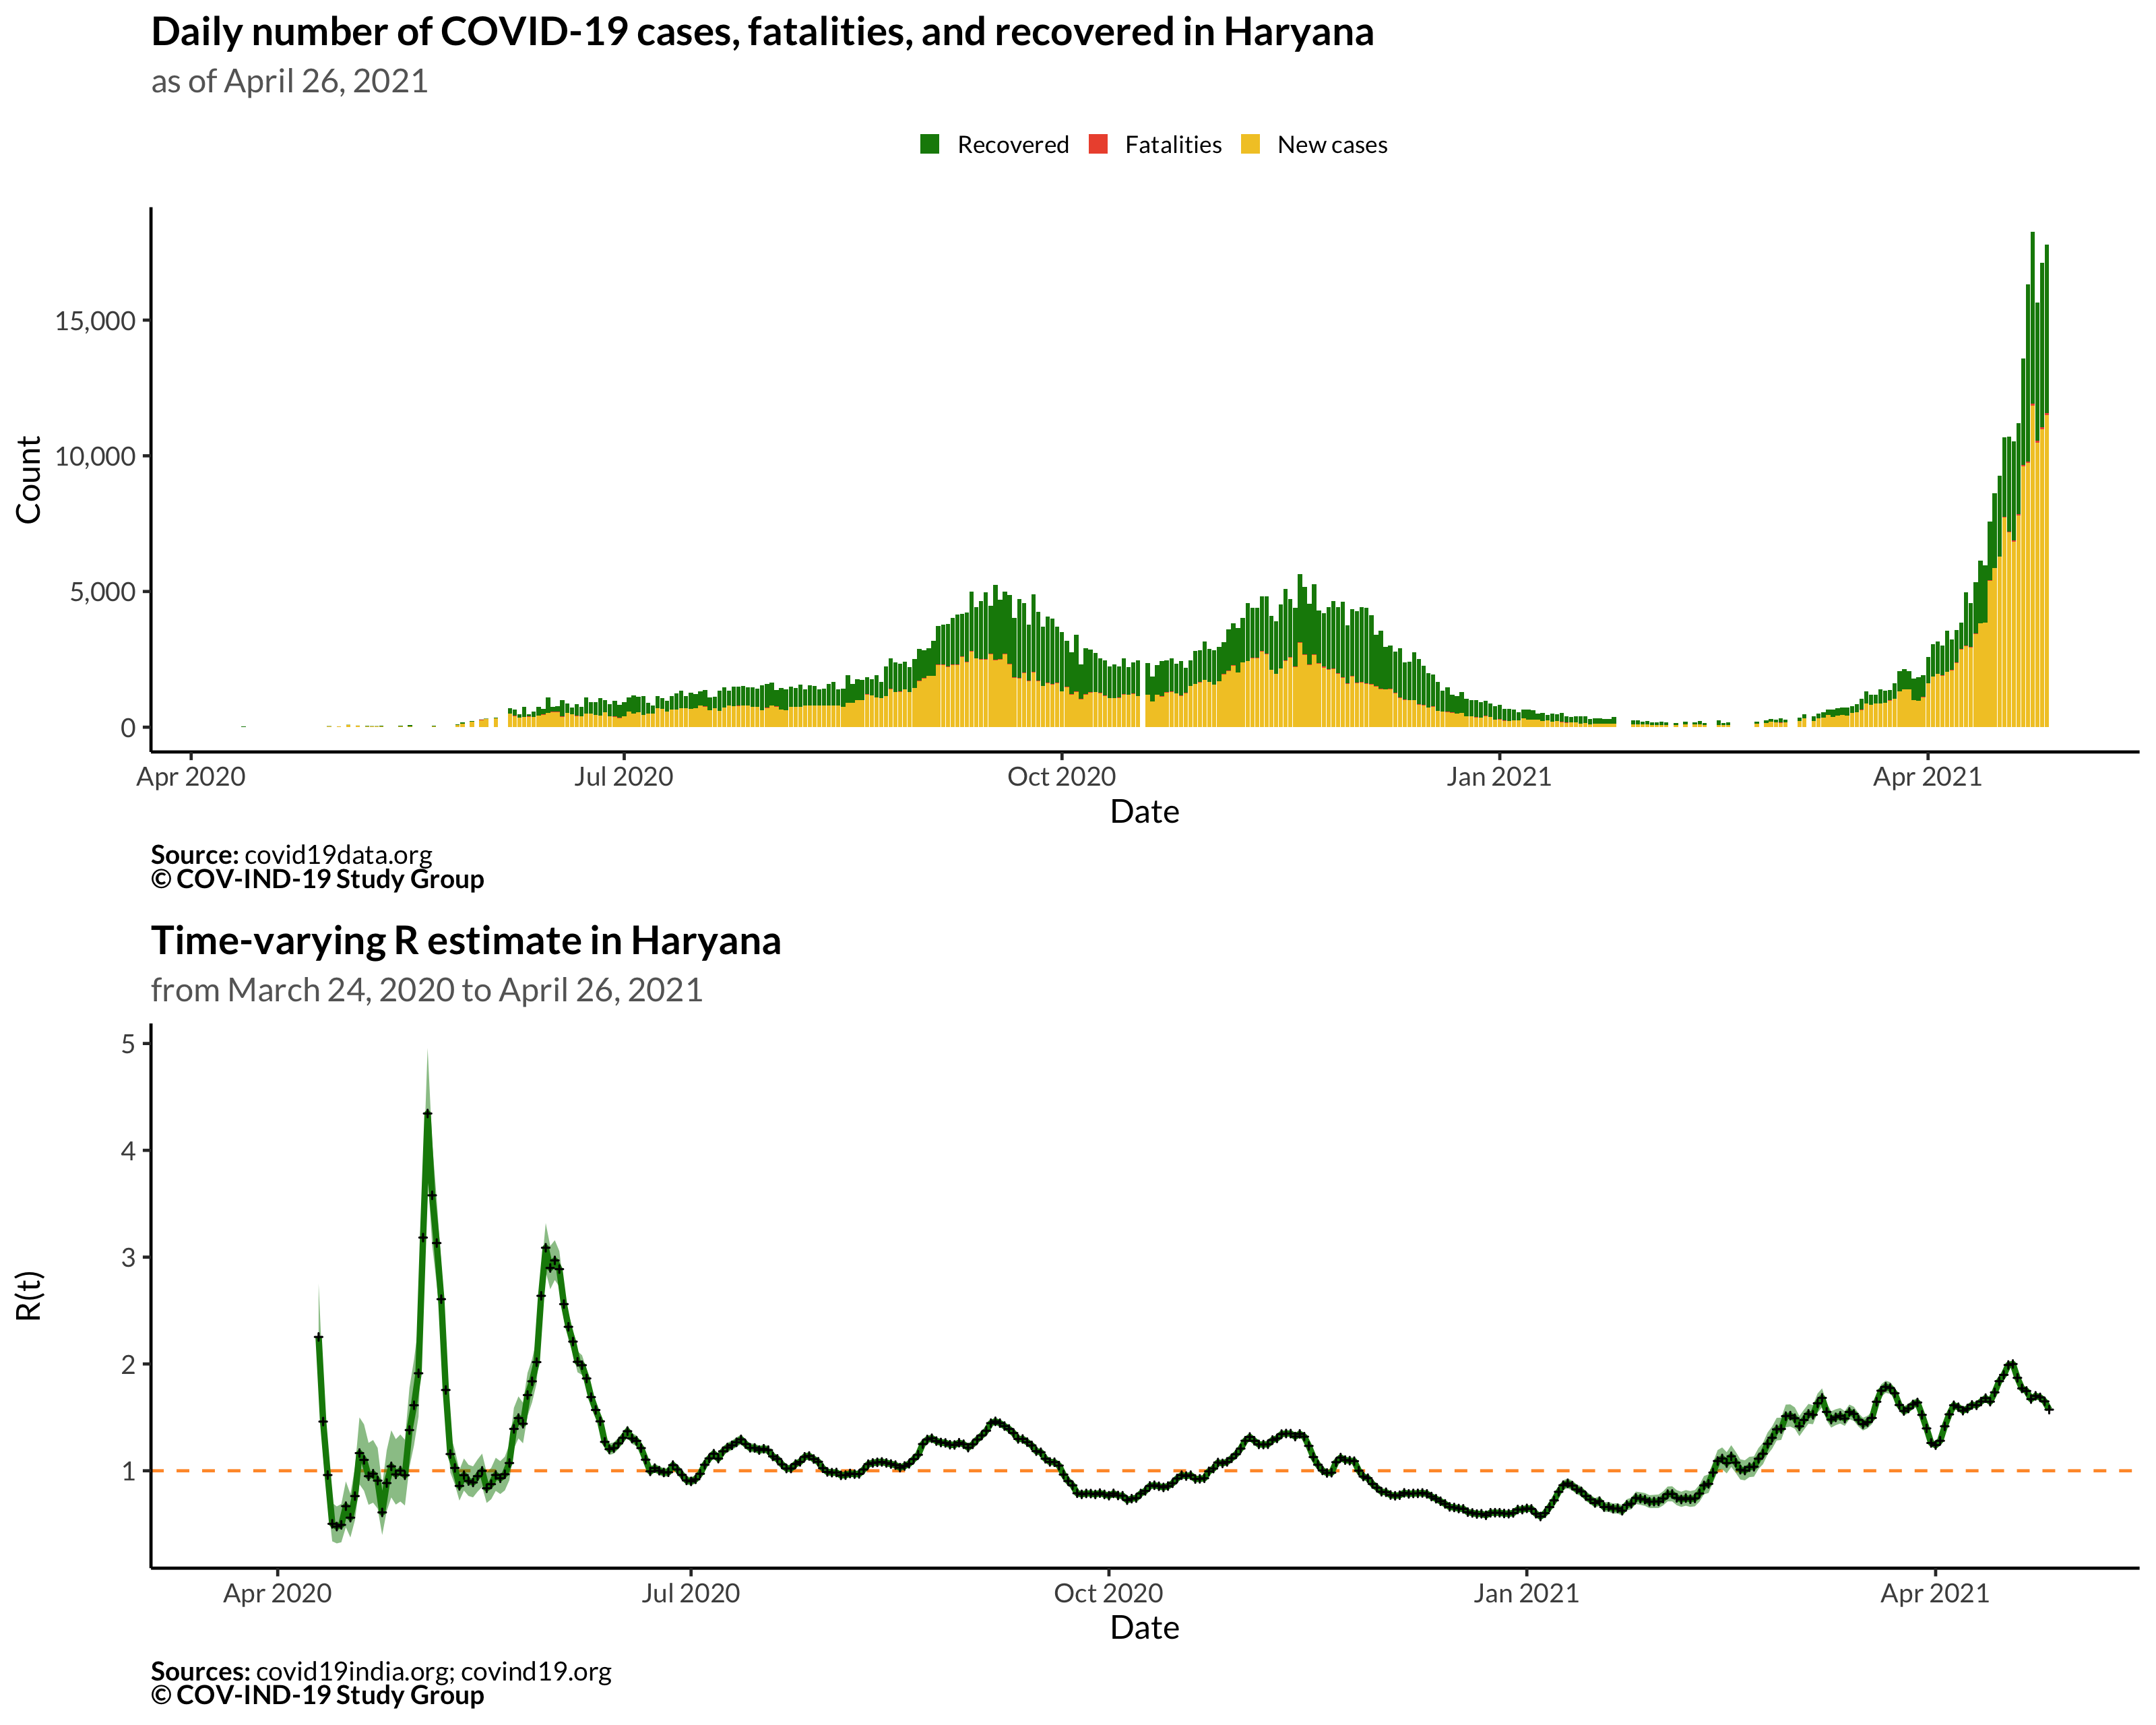 Daily number of COVID-19 cases, fatalities, and recovered in Haryana
as of April 26, 2021
Recovered Fatalities New cases
Count
15,000
10,000
5,000
0
Apr 2020 Jul 2020 Oct 2020 Jan 2021 Apr 2021
Date
Source: covid19data.org
© COV-IND-19 Study Group
Time-varying R estimate in Haryana
from March 24, 2020 to April 26, 2021
R(t)
5
4
3
2
1
Apr 2020 Jul 2020 Oct 2020 Jan 2021 Apr 2021
Date
Sources: covid19india.org; covind19.org
© COV-IND-19 Study Group